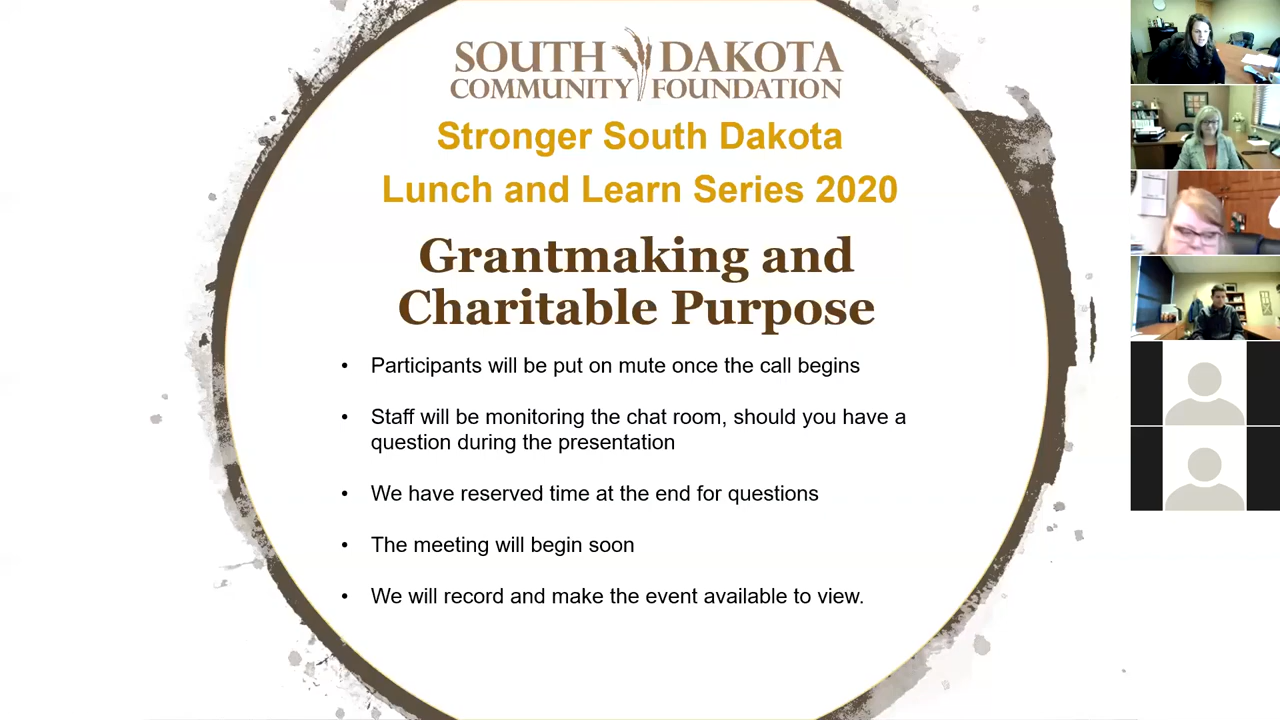 SOUTH DAKOTA
COMMUNITY FOUNDATION
Stronger South Dakota
Lunch and Learn Series 2020
Grantmaking and
Charitable Purpose
• Participants will be put on mute once the call begins
• Staff will be monitoring the chat room, should you have a
question during the presentation
• We have reserved time at the end for questions
• The meeting will begin soon
• We will record and make the event available to view.